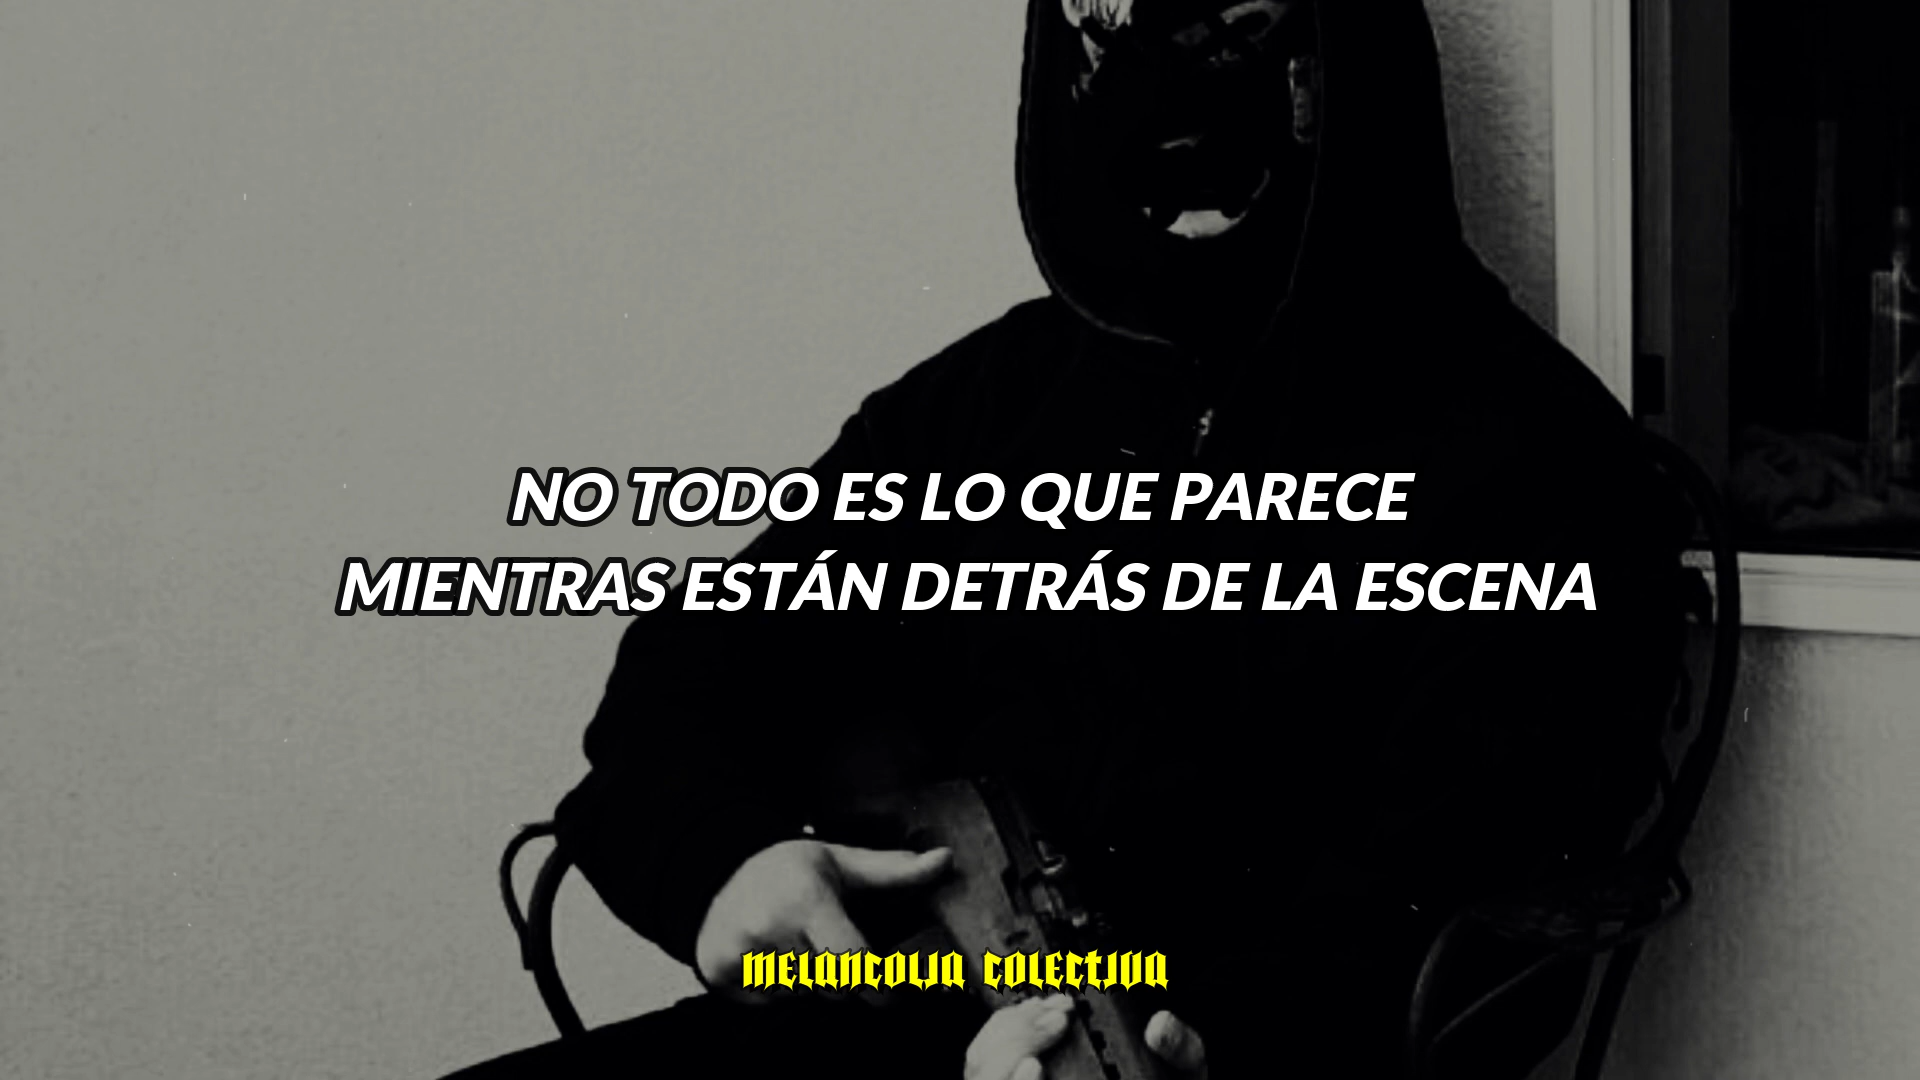 NO TODO ES LO QUE PARECE
MIENTRAS ESTÁN DETRÁS DE LA ESCENA
MELANCOLIA COLECTIVA